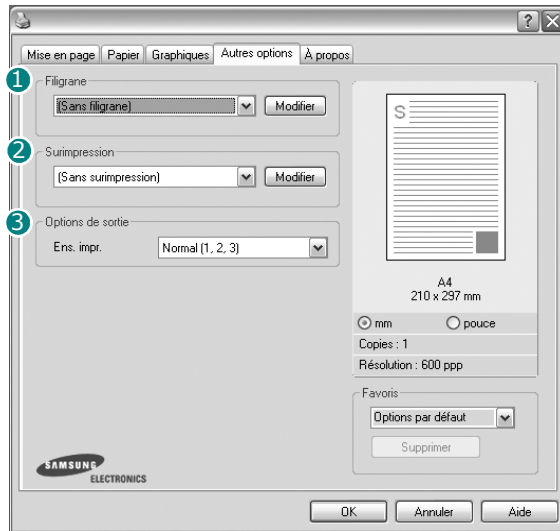 ? X
Mise en page Papier Graphiques Autres options À propos
1 Filigrane
(Sans filigrane) Modifier
2 Surimpression
(Sans surimpression) Modifier
3 Options de sortie
Ens. impr. Normal (1, 2, 3)
S
A4
210 x 297 mm
mm pouce
Copies : 1
Résolution : 600 ppp
Favoris
Options par défaut
Supprimer
SAMSUNG
ELECTRONICS
OK Annuler Aide